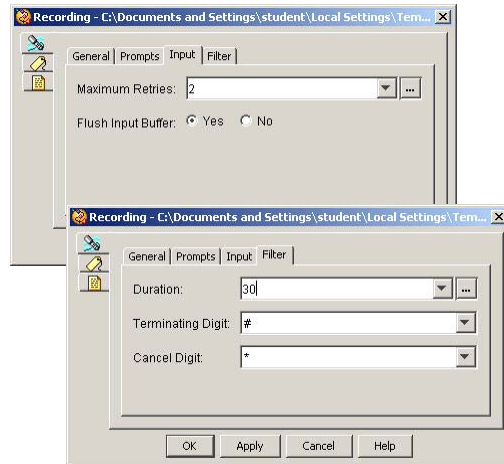 Recording - C:\Documents and Settings\student\Local Settings\Tem...
General Prompts Input Filter
Maximum Retries: 2 ...
Flush Input Buffer: Yes No
Recording - C:\Documents and Settings\student\Local Settings\Tem...
General Prompts Input Filter
Duration: 30 ...
Terminating Digit: #
Cancel Digit: *
OK Apply Cancel Help